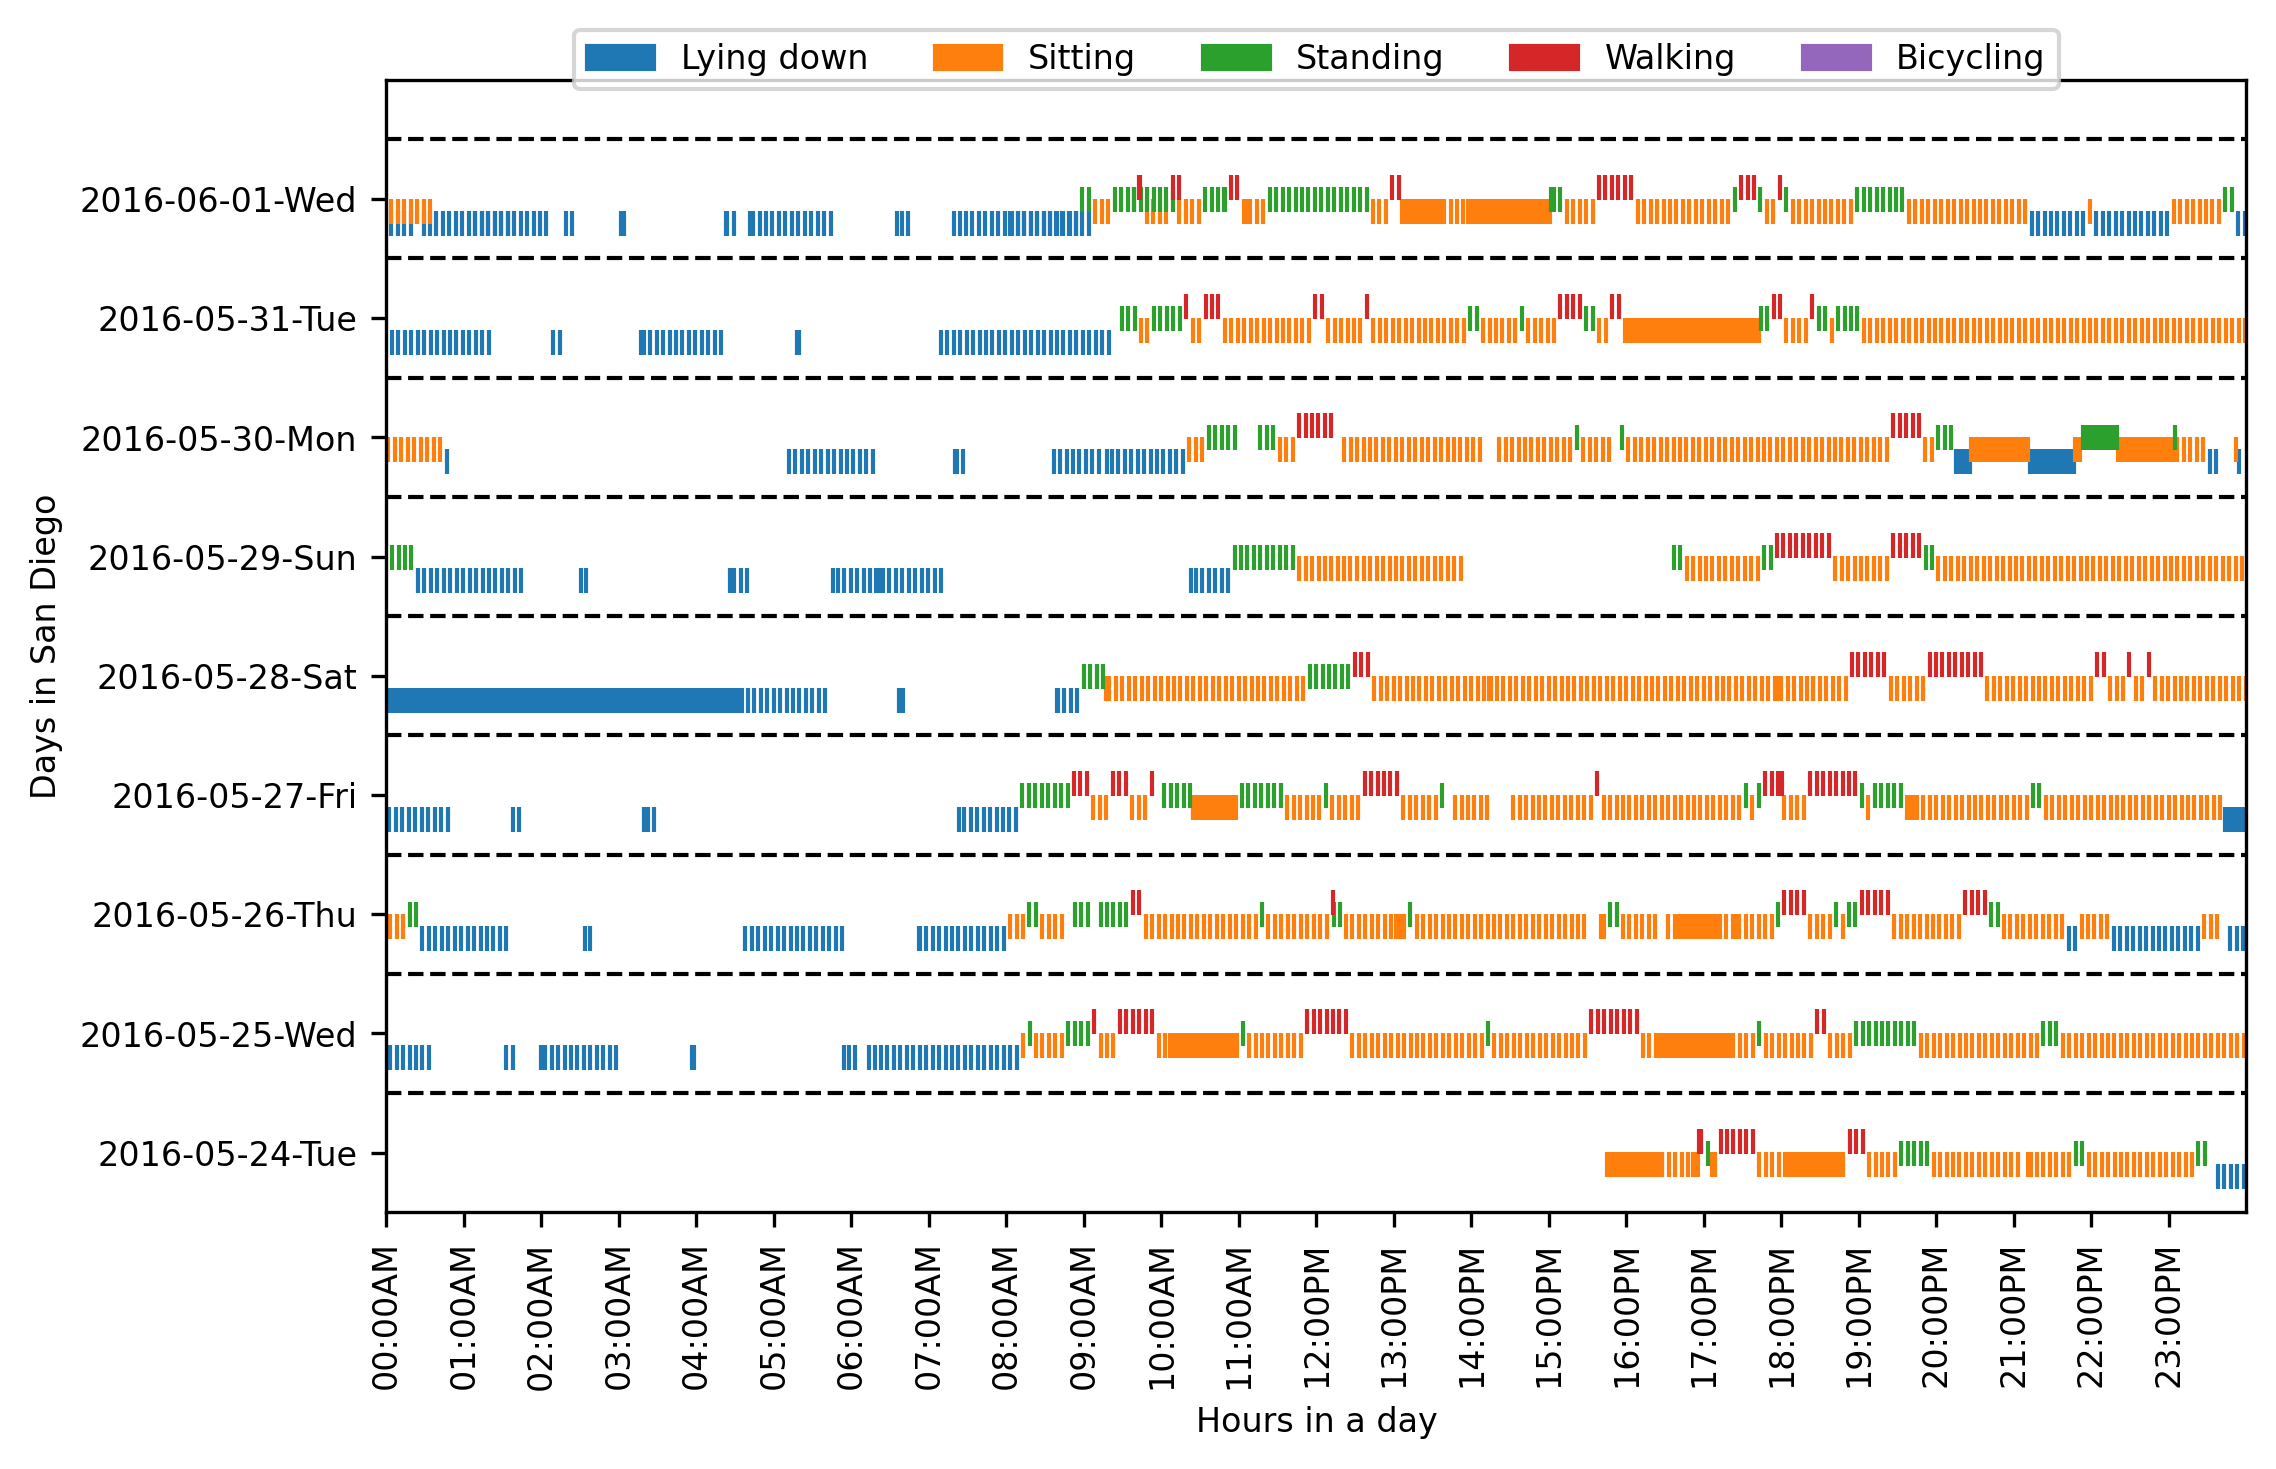 Lying down Sitting Standing Walking Bicycling
2016-06-01-Wed
2016-05-31-Tue
2016-05-30-Mon
2016-05-29-Sun
2016-05-28-Sat
2016-05-27-Fri
2016-05-26-Thu
2016-05-25-Wed
2016-05-24-Tue
Days in San Diego
00:00AM 01:00AM 02:00AM 03:00AM 04:00AM 05:00AM 06:00AM 07:00AM 08:00AM 09:00AM 10:00AM 11:00AM 12:00PM 13:00PM 14:00PM 15:00PM 16:00PM 17:00PM 18:00PM 19:00PM 20:00PM 21:00PM 22:00PM 23:00PM
Hours in a day